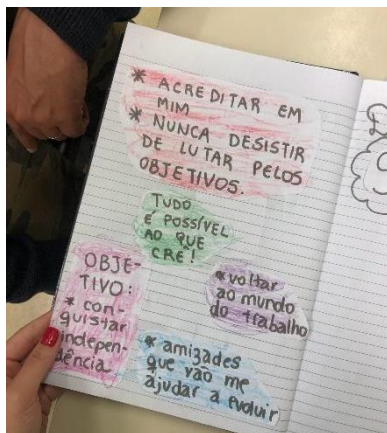 * ACREDITAR EM
MIM
* NUNCA DESISTIR
DE LUTAR PELOS
OBJETIVOS.
TUDO
É POSSÍVEL
AO QUE
CRÊ!
OBJE-
TIVO:
* con-
quistar
indepen-
dência
* voltar
ao mundo
do trabalho
* amizades
que vão me
ajudar a evoluir